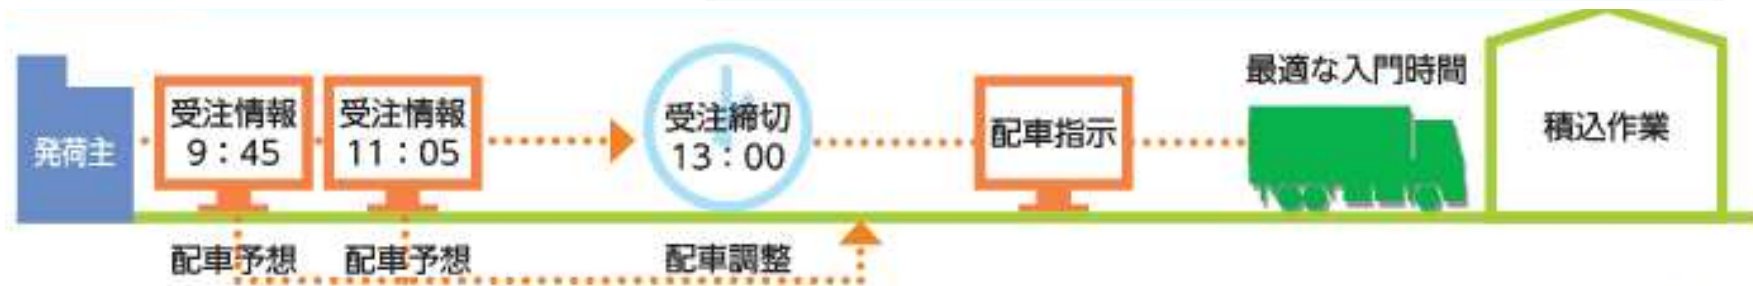 発荷主
受注情報
9：45
受注情報
11：05
受注締切
13：00
配車指示
最適な入門時間
積込作業
配車予想
配車予想
配車調整